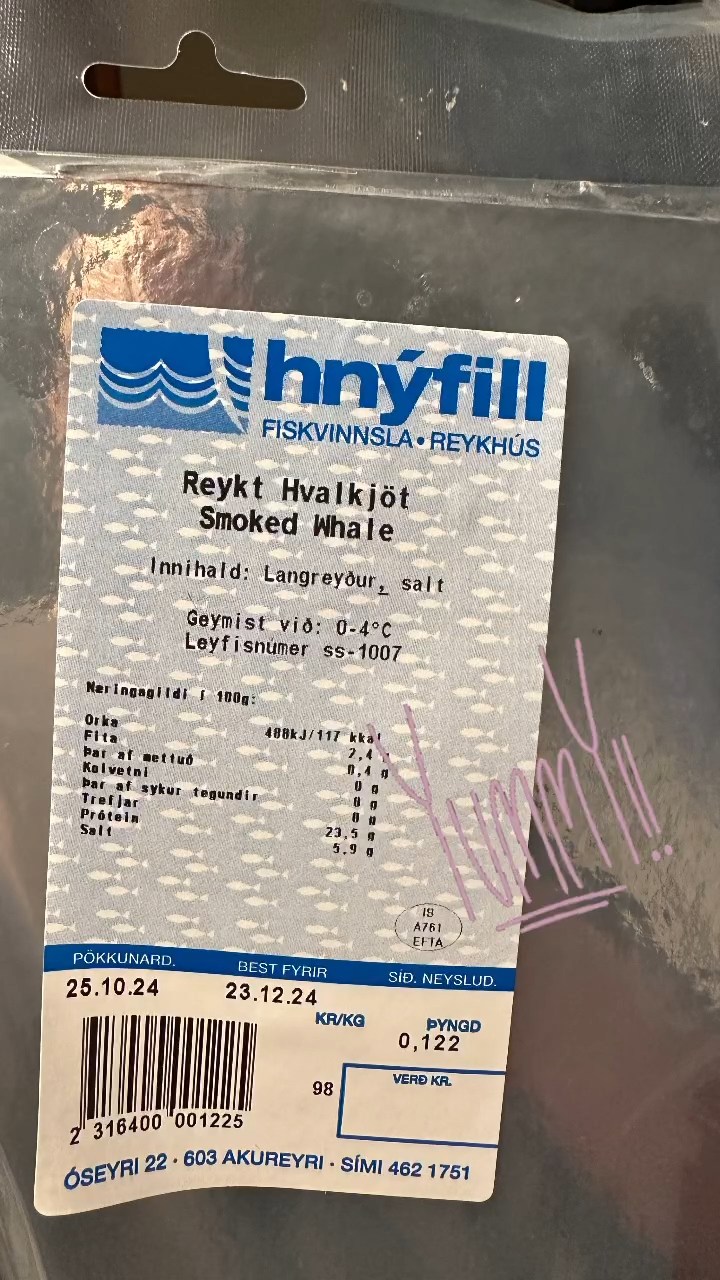 hnýfill
FISKVINNSLA • REYKHÚS
Reykt Hvalkjöt
Smoked Whale
Innihald: Langreyður, salt
Geymist við: 0-4°C
Leyfisnúmer ss-1007
Næringagildi í 100g:
Orka 488kJ/117 kkal
Fita 2,4
Þar af mettuð 0,4 g
Kolvetni 0 g
Þar af sykur tegundir 0 g
Trefjar 0 g
Prótein 23,5 g
Salt 5.9 g
YUMMY!!
IS
A761
EFTA
PÖKKUNARD. BEST FYRIR SÍÐ. NEYSLUD.
25.10.24 23.12.24
KR/KG ÞYNGD
0,122
98 VERÐ KR.
2 316400 001225
ÓSEYRI 22 · 603 AKUREYRI · SÍMI 462 1751